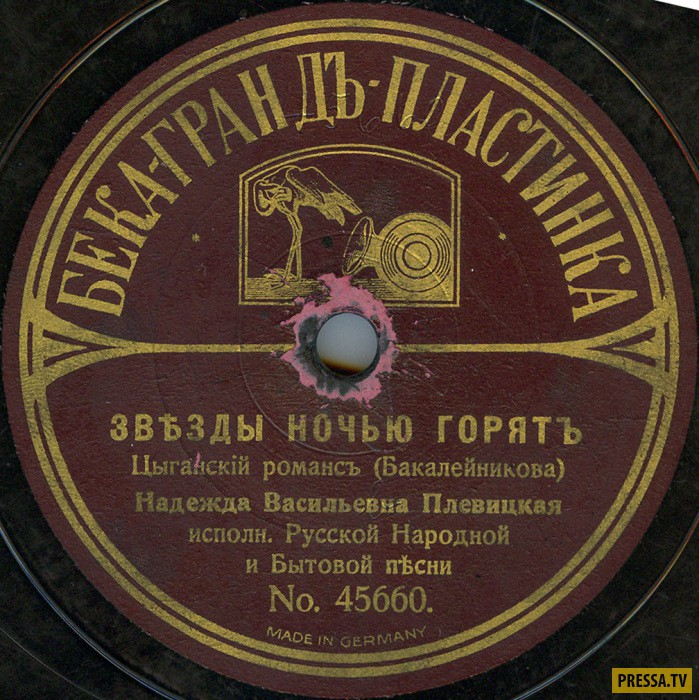 БЕКА-ГРАНДЪ-ПЛАСТИНКА
ЗВѢЗДЫ НОЧЬЮ ГОРЯТЪ
Цыганскій романсъ (Бакалейникова)
Надежда Васильевна Плевицкая
исполн. Русской Народной
и Бытовой пѣсни
No. 45660.
MADE IN GERMANY
PRESSA.TV